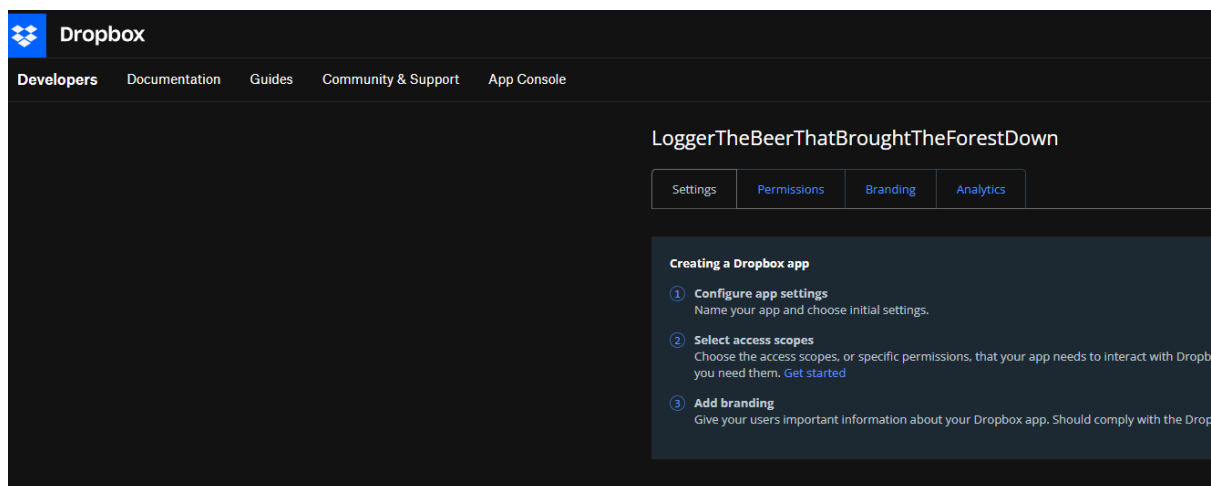 Dropbox
Developers Documentation Guides Community & Support App Console
LoggerTheBeerThatBroughtTheForestDown
Settings Permissions Branding Analytics
Creating a Dropbox app
1 Configure app settings
Name your app and choose initial settings.
2 Select access scopes
Choose the access scopes, or specific permissions, that your app needs to interact with Dropb
you need them. Get started
3 Add branding
Give your users important information about your Dropbox app. Should comply with the Drop